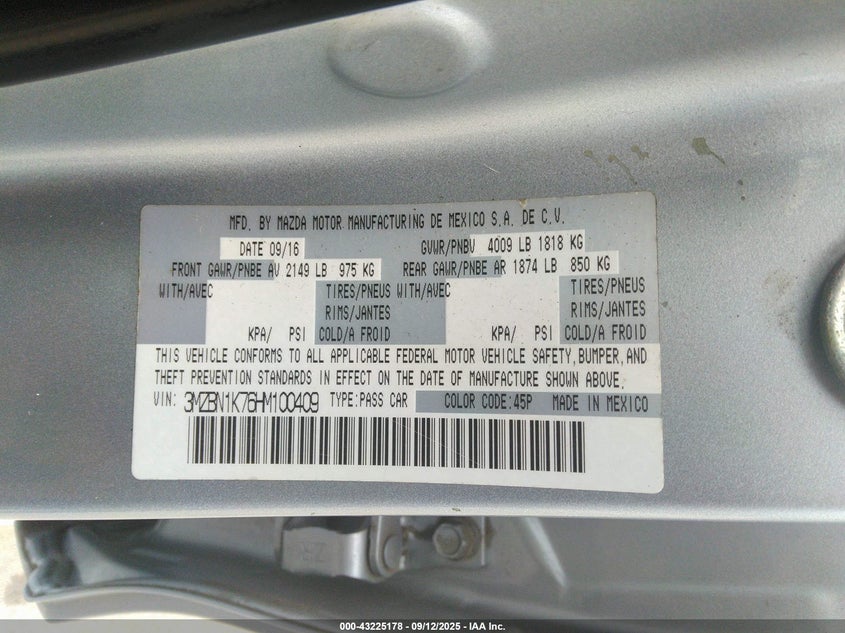 MFD. BY MAZDA MOTOR MANUFACTURING DE MEXICO S.A. DE C.V.
DATE 09/16 GVWR/PNBV 4009 LB 1818 KG
FRONT GAWR/PNBE AV 2149 LB 975 KG REAR GAWR/PNBE AR 1874 LB 850 KG
WITH/AVEC TIRES/PNEUS WITH/AVEC TIRES/PNEUS
RIMS/JANTES RIMS/JANTES
KPA/ PSI COLD/A FROID KPA/ PSI COLD/A FROID
THIS VEHICLE CONFORMS TO ALL APPLICABLE FEDERAL MOTOR VEHICLE SAFETY, BUMPER, AND
THEFT PREVENTION STANDARDS IN EFFECT ON THE DATE OF MANUFACTURE SHOWN ABOVE.
VIN: 3MZBN1K76HM100409 TYPE:PASS CAR COLOR CODE:45P MADE IN MEXICO
000-43225178 - 09/12/2025 - IAA Inc.